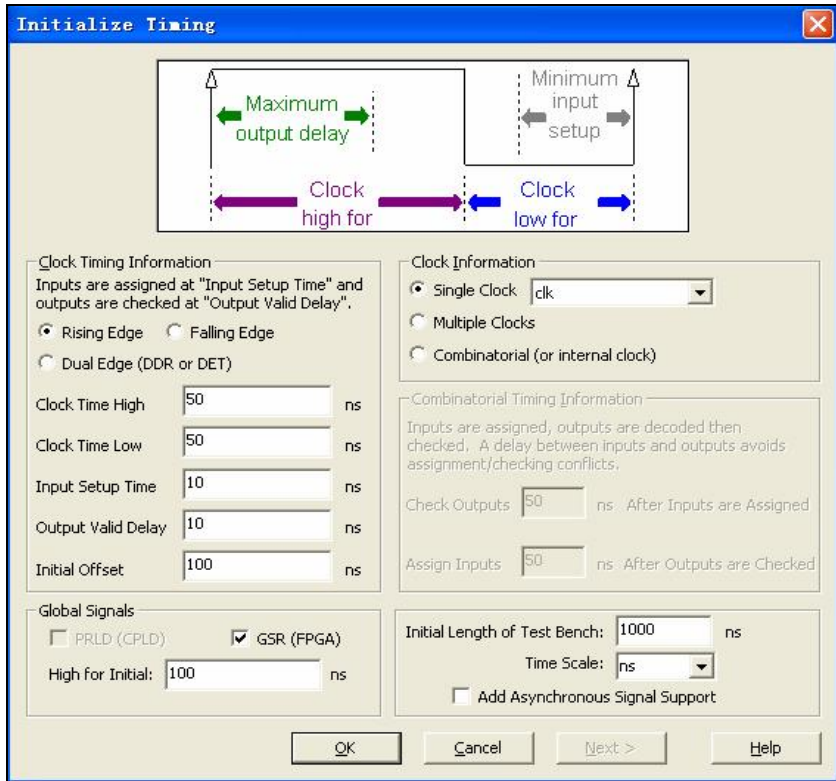 Initialize Timing
Maximum
output delay
Minimum
input
setup
Clock
high for
Clock
low for
Clock Timing Information
Inputs are assigned at "Input Setup Time" and
outputs are checked at "Output Valid Delay".
Rising Edge
Falling Edge
Dual Edge (DDR or DET)
Clock Time High 50 ns
Clock Time Low 50 ns
Input Setup Time 10 ns
Output Valid Delay 10 ns
Initial Offset 100 ns
Global Signals
PRLD (CPLD)
GSR (FPGA)
High for Initial: 100 ns
Clock Information
Single Clock clk
Multiple Clocks
Combinatorial (or internal clock)
Combinatorial Timing Information
Inputs are assigned, outputs are decoded then
checked. A delay between inputs and outputs avoids
assignment/checking conflicts.
Check Outputs 50 ns After Inputs are Assigned
Assign Inputs 50 ns After Outputs are Checked
Initial Length of Test Bench: 1000 ns
Time Scale: ns
Add Asynchronous Signal Support
OK
Cancel
Next >
Help